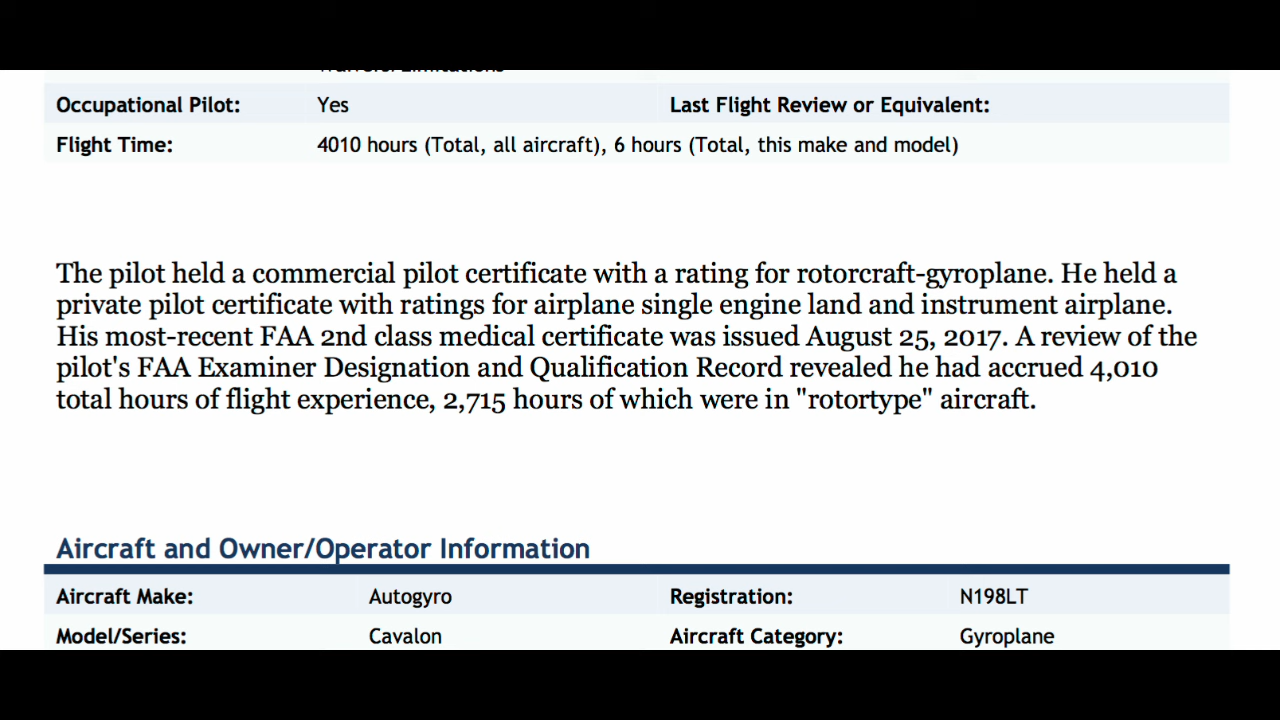 Occupational Pilot: Yes Last Flight Review or Equivalent:
Flight Time: 4010 hours (Total, all aircraft), 6 hours (Total, this make and model)
The pilot held a commercial pilot certificate with a rating for rotorcraft-gyroplane. He held a
private pilot certificate with ratings for airplane single engine land and instrument airplane.
His most-recent FAA 2nd class medical certificate was issued August 25, 2017. A review of the
pilot's FAA Examiner Designation and Qualification Record revealed he had accrued 4,010
total hours of flight experience, 2,715 hours of which were in "rotortype" aircraft.
Aircraft and Owner/Operator Information
Aircraft Make: Autogyro Registration: N198LT
Model/Series: Cavalon Aircraft Category: Gyroplane